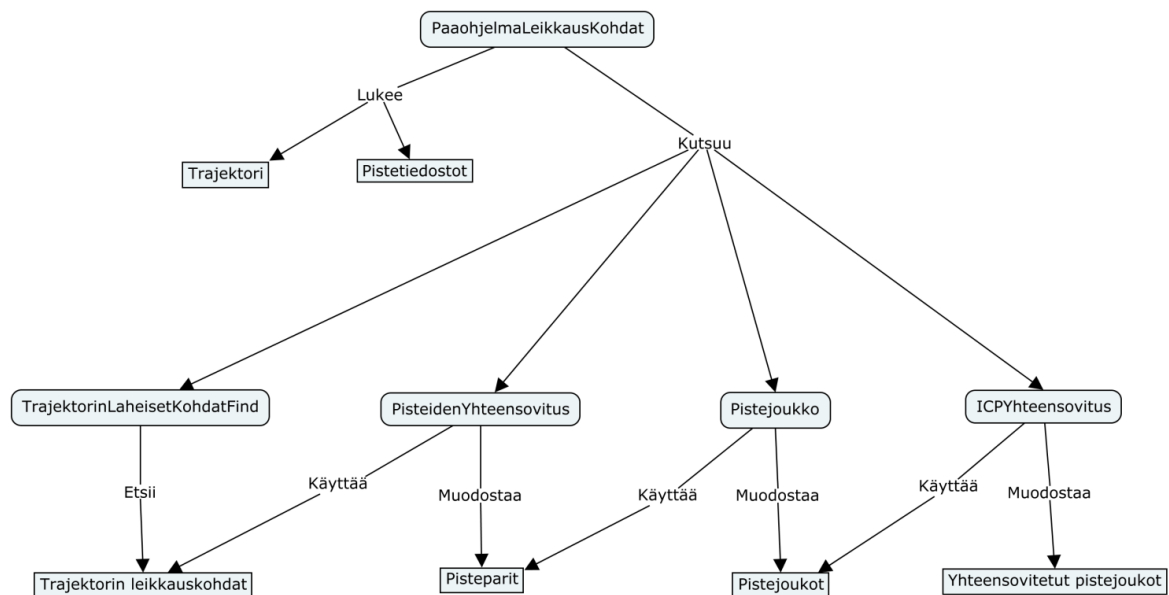 PaaohjelmaLeikkausKohdat
Lukee
Kutsuu
Trajektori
Pistetiedostot
TrajektorinLaheisetKohdatFind
PisteidenYhteensovitus
Pistejoukko
ICPYhteensovitus
Etsii
Käyttää
Muodostaa
Käyttää
Muodostaa
Käyttää
Muodostaa
Trajektorin leikkauskohdat
Pisteparit
Pistejoukot
Yhteensovitetut pistejoukot